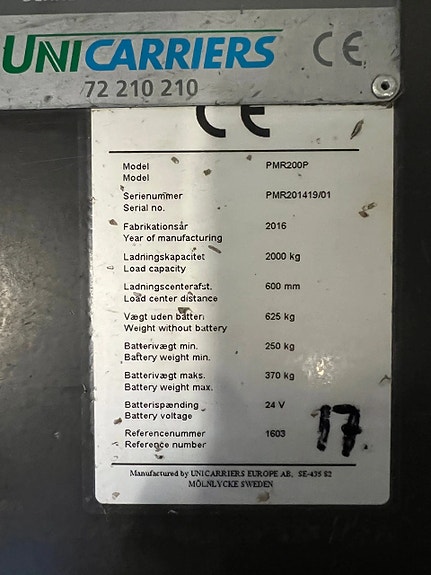 UNICARRIERS CE
72 210 210
CE
Model PMR200P
Model
Serienummer PMR201419/01
Serial no.
Fabrikationsår 2016
Year of manufacturing
Ladningskapacitet 2000 kg
Load capacity
Ladningscenterafst. 600 mm
Load center distance
Vægt uden batteri 625 kg
Weight without battery
Batterivægt min. 250 kg
Battery weight min.
Batterivægt maks. 370 kg
Battery weight max.
Batterispænding 24 V
Battery voltage
Referencenummer 1603
Reference number
17
Manufactured by UNICARRIERS EUROPE AB, SE-435 82
MÖLNLYCKE SWEDEN